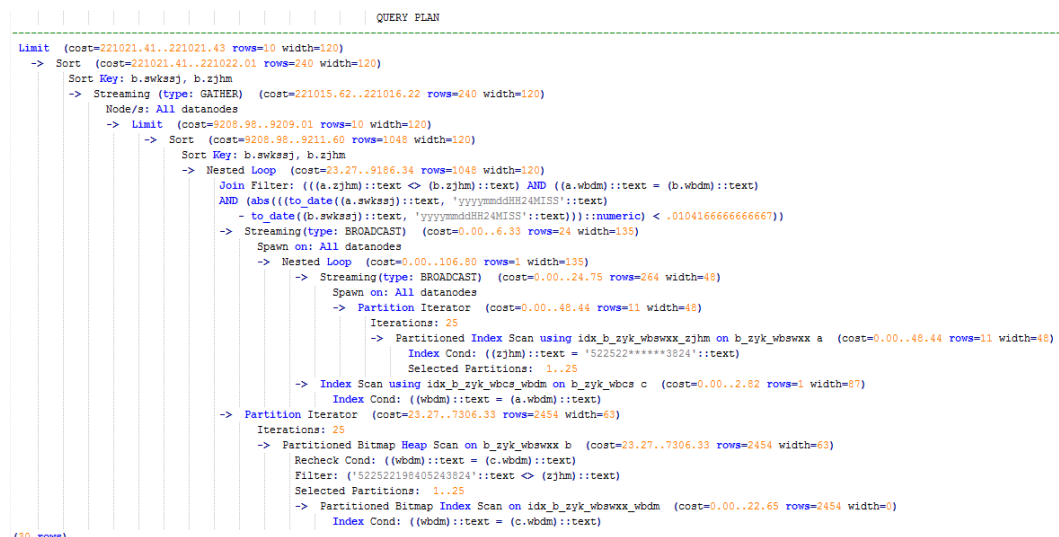 QUERY PLAN
Limit (cost=221021.41..221021.43 rows=10 width=120)
-> Sort (cost=221021.41..221022.01 rows=240 width=120)
Sort Key: b.swkssj, b.zjhm
-> Streaming (type: GATHER) (cost=221015.62..221016.22 rows=240 width=120)
Node/s: All datanodes
-> Limit (cost=9208.98..9209.01 rows=10 width=120)
-> Sort (cost=9208.98..9211.60 rows=1048 width=120)
Sort Key: b.swkssj, b.zjhm
-> Nested Loop (cost=23.27..9186.34 rows=1048 width=120)
Join Filter: (((a.zjhm)::text <> (b.zjhm)::text) AND ((a.wbdm)::text = (b.wbdm)::text)
AND (abs(((to_date((a.swkssj)::text, 'yyyymmddHH24MISS'::text)
- to_date((b.swkssj)::text, 'yyyymmddHH24MISS'::text)))::numeric) < .0104166666666667))
-> Streaming(type: BROADCAST) (cost=0.00..6.33 rows=24 width=135)
Spawn on: All datanodes
-> Nested Loop (cost=0.00..106.80 rows=1 width=135)
-> Streaming(type: BROADCAST) (cost=0.00..24.75 rows=264 width=48)
Spawn on: All datanodes
-> Partition Iterator (cost=0.00..48.44 rows=11 width=48)
Iterations: 25
-> Partitioned Index Scan using idx_b_zyk_wbswxx_zjhm on b_zyk_wbswxx a (cost=0.00..48.44 rows=11 width=48)
Index Cond: ((zjhm)::text = '522522******3824'::text)
Selected Partitions: 1..25
-> Index Scan using idx_b_zyk_wbcs_wbdm on b_zyk_wbcs c (cost=0.00..2.82 rows=1 width=87)
Index Cond: ((wbdm)::text = (a.wbdm)::text)
-> Partition Iterator (cost=23.27..7306.33 rows=2454 width=63)
Iterations: 25
-> Partitioned Bitmap Heap Scan on b_zyk_wbswxx b (cost=23.27..7306.33 rows=2454 width=63)
Recheck Cond: ((wbdm)::text = (c.wbdm)::text)
Filter: ('522522198405243824'::text <> (zjhm)::text)
Selected Partitions: 1..25
-> Partitioned Bitmap Index Scan on idx_b_zyk_wbswxx_wbdm (cost=0.00..22.65 rows=2454 width=0)
Index Cond: ((wbdm)::text = (c.wbdm)::text)